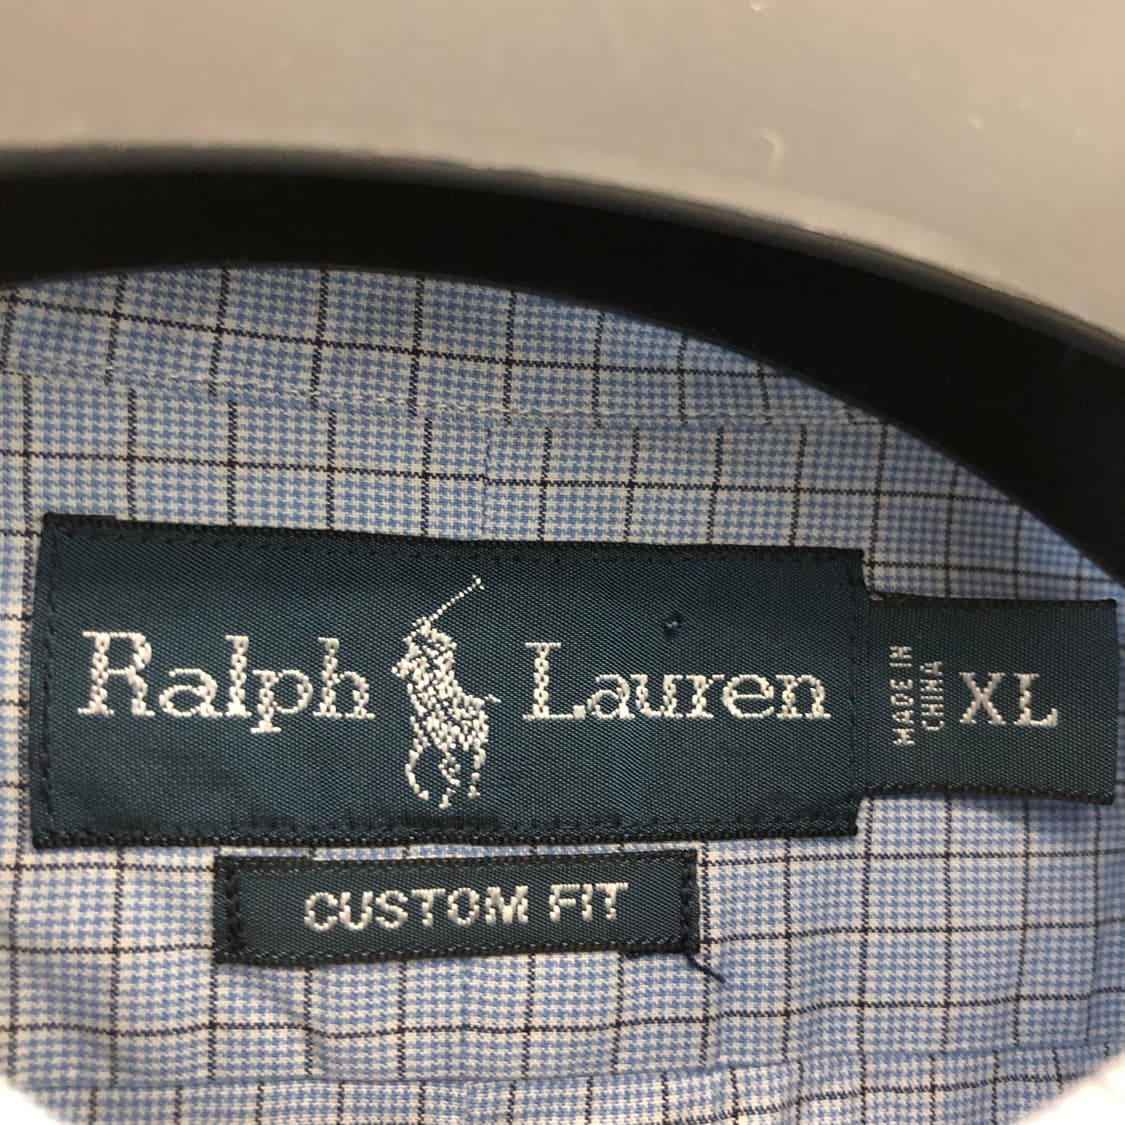 Ralph Lauren
MADE IN
CHINA
XL
CUSTOM FIT